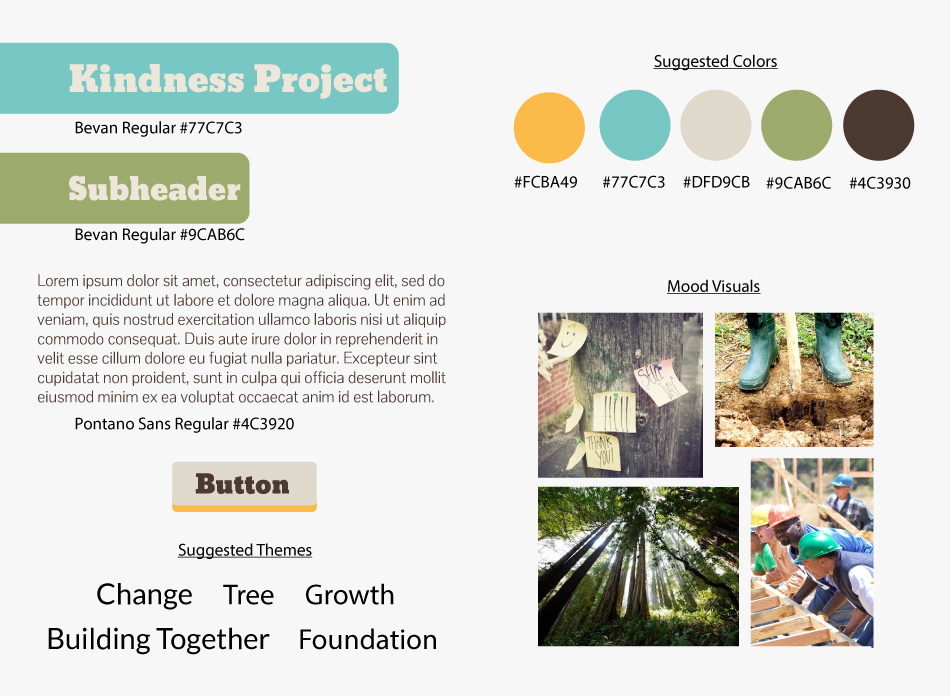 Kindness Project
Bevan Regular #77C7C3
Subheader
Bevan Regular #9CAB6C
Lorem ipsum dolor sit amet, consectetur adipiscing elit, sed do
tempor incididunt ut labore et dolore magna aliqua. Ut enim ad
veniam, quis nostrud exercitation ullamco laboris nisi ut aliquip
commodo consequat. Duis aute irure dolor in reprehenderit in
velit esse cillum dolore eu fugiat nulla pariatur. Excepteur sint
cupidatat non proident, sunt in culpa qui officia deserunt mollit
eiusmod minim ex ea voluptat occaecat anim id est laborum.
Pontano Sans Regular #4C3920
Button
Suggested Themes
Change Tree Growth
Building Together Foundation
Suggested Colors
#FCBA49 #77C7C3 #DFD9CB #9CAB6C #4C3930
Mood Visuals
THANK
YOU!